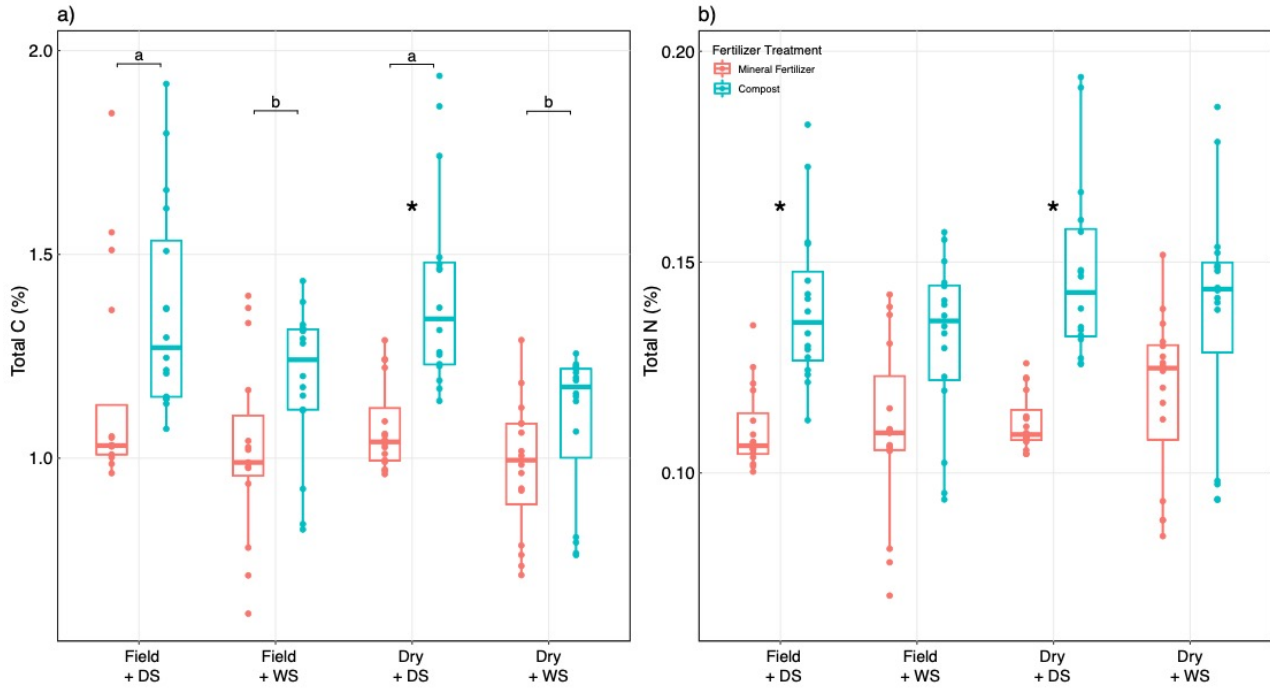 a)
2.0
1.5
1.0
Total C (%)
a
b
a
b
*
Field
+ DS
Field
+ WS
Dry
+ DS
Dry
+ WS
b)
0.20
0.15
0.10
Total N (%)
Fertilizer Treatment
Mineral Fertilizer
Compost
*
*
Field
+ DS
Field
+ WS
Dry
+ DS
Dry
+ WS